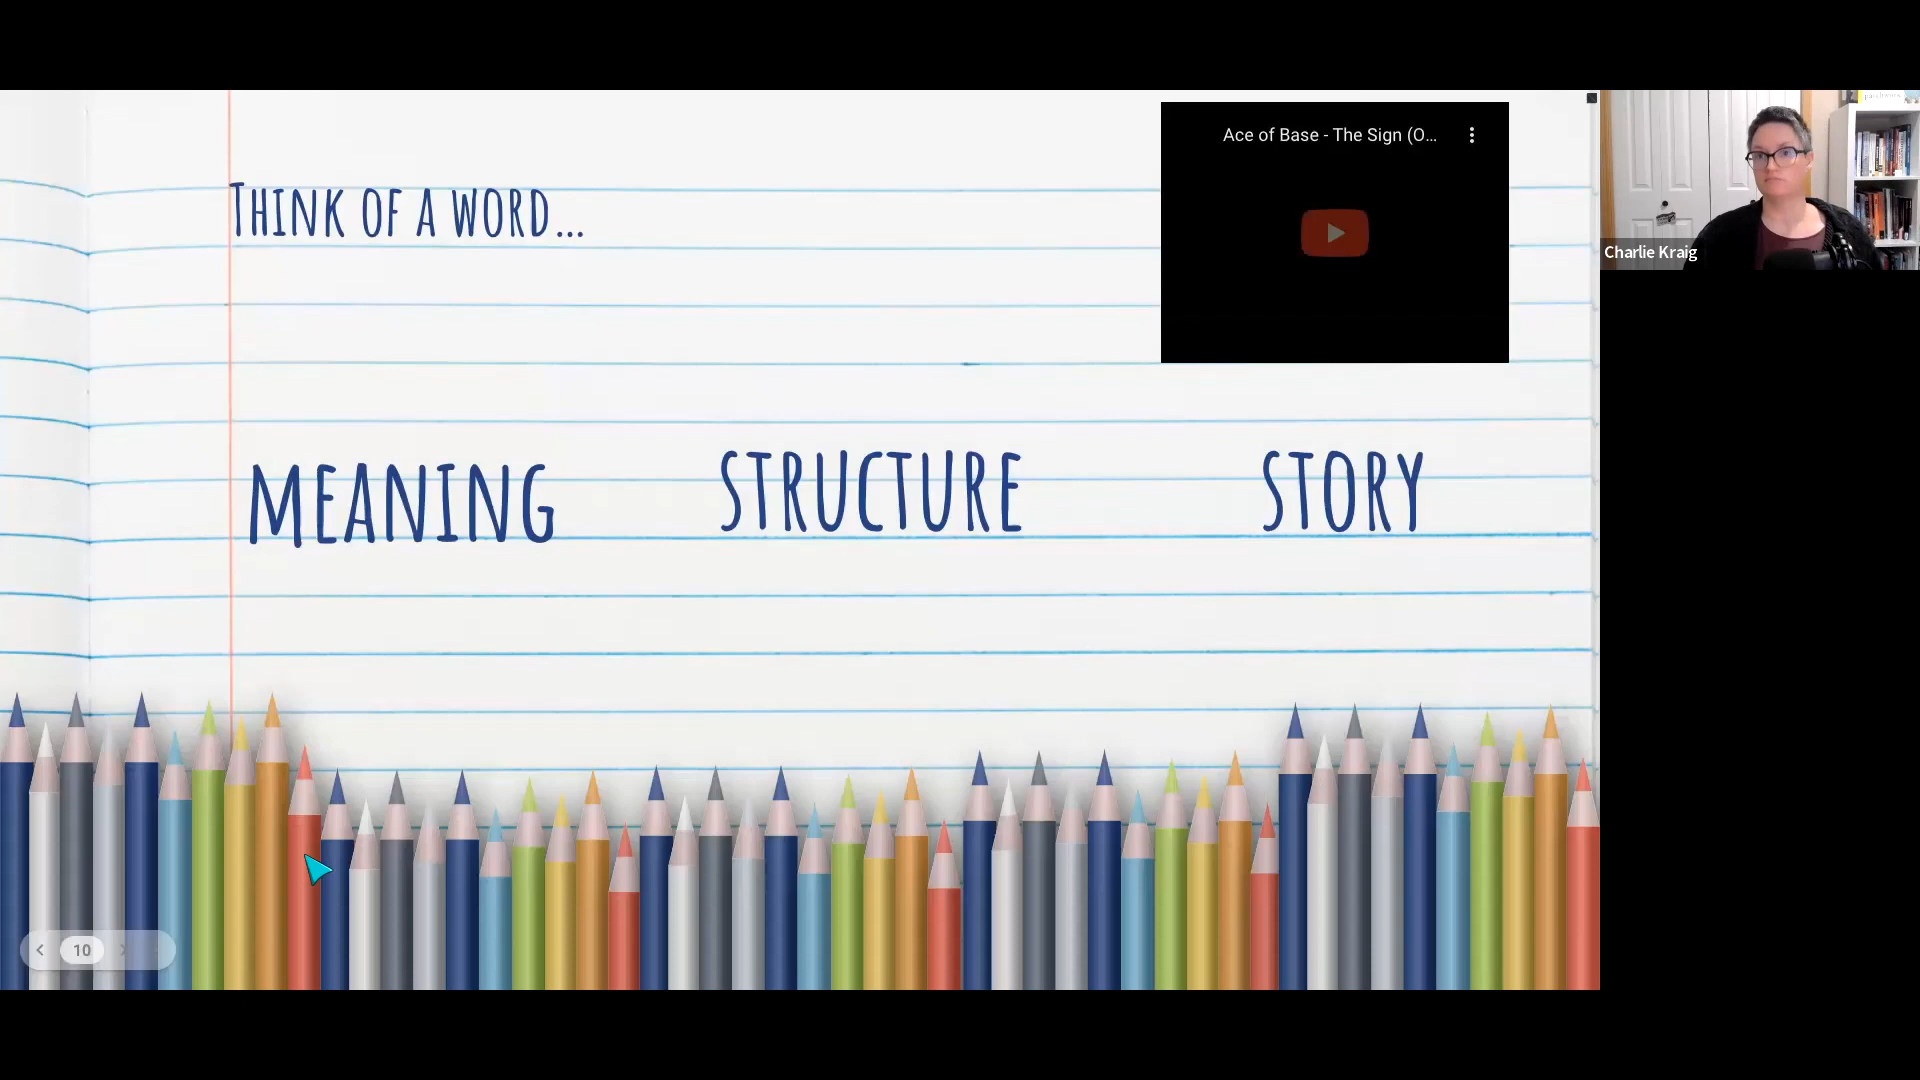 THINK OF A WORD...
Ace of Base - The Sign (O...
MEANING STRUCTURE STORY
Charlie Kraig
10